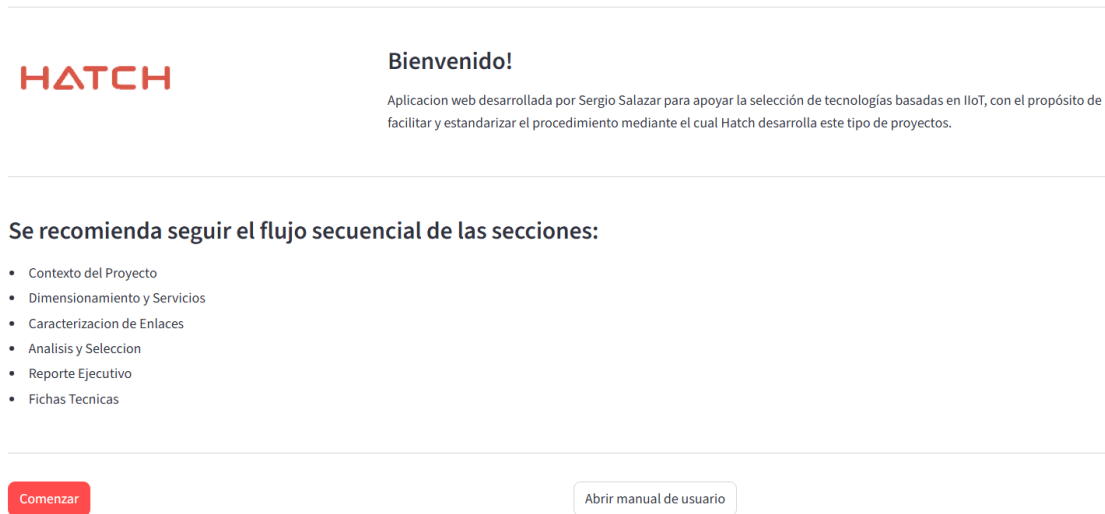 HATCH
Bienvenido!
Aplicacion web desarrollada por Sergio Salazar para apoyar la selección de tecnologías basadas en IIoT, con el propósito de
facilitar y estandarizar el procedimiento mediante el cual Hatch desarrolla este tipo de proyectos.
Se recomienda seguir el flujo secuencial de las secciones:
Contexto del Proyecto
Dimensionamiento y Servicios
Caracterizacion de Enlaces
Analisis y Seleccion
Reporte Ejecutivo
Fichas Tecnicas
Comenzar
Abrir manual de usuario